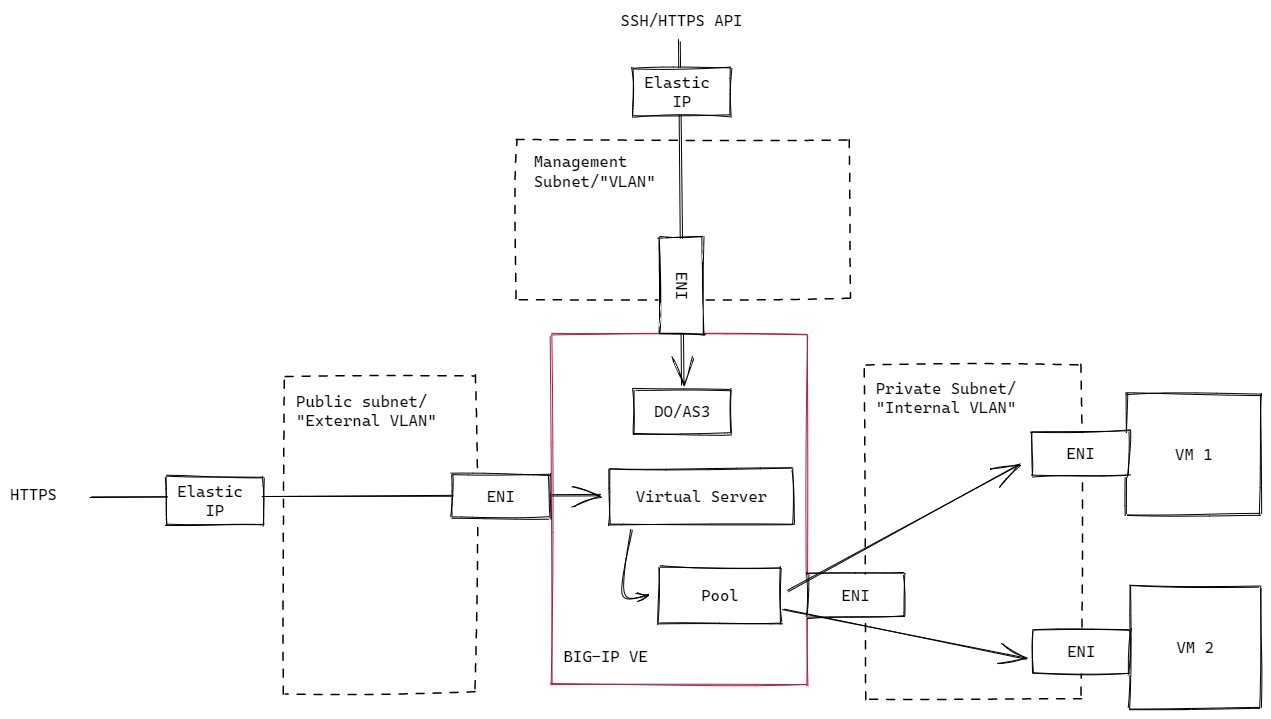 SSH/HTTPS API
Elastic
IP
Management
Subnet/"VLAN"
ENI
DO/AS3
Public subnet/
"External VLAN"
Private Subnet/
"Internal VLAN"
HTTPS
Elastic
IP
ENI
Virtual Server
ENI
VM 1
Pool
ENI
BIG-IP VE
ENI
VM 2